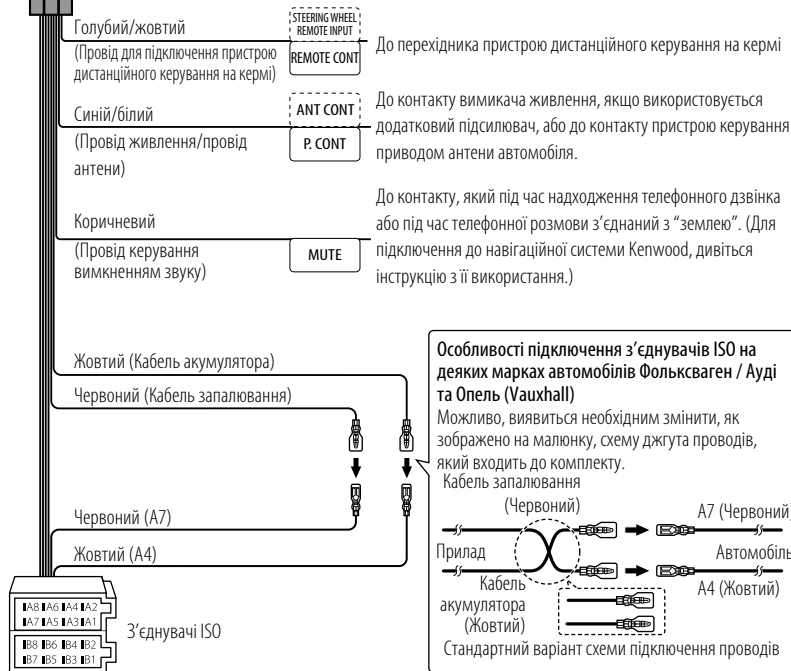 Голубий/жовтий
(Провід для підключення пристрою
дистанційного керування на кермі)
STEERING WHEEL
REMOTE INPUT
REMOTE CONT
До перехідника пристрою дистанційного керування на кермі
Синій/білий
(Провід живлення/провід
антени)
ANT CONT
P. CONT
До контакту вимикача живлення, якщо використовується
додатковий підсилювач, або до контакту пристрою керування
приводом антени автомобіля.
Коричневий
(Провід керування
вимкненням звуку)
MUTE
До контакту, який під час надходження телефонного дзвінка
або під час телефонної розмови з’єднаний з “землею”. (Для
підключення до навігаційної системи Kenwood, дивіться
інструкцію з її використання.)
Жовтий (Кабель акумулятора)
Червоний (Кабель запалювання)
Червоний (A7)
Жовтий (A4)
A8 A6 A4 A2
A7 A5 A3 A1
B8 B6 B4 B2
B7 B5 B3 B1
З’єднувачі ISO
Особливості підключення з’єднувачів ISO на
деяких марках автомобілів Фольксваген / Ауді
та Опель (Vauxhall)
Можливо, виявиться необхідним змінити, як
зображено на малюнку, схему джгута проводів,
який входить до комплекту.
Кабель запалювання
(Червоний)
A7 (Червоний)
Прилад
Автомобіль
Кабель
акумулятора
(Жовтий)
A4 (Жовтий)
Стандартний варіант схеми підключення проводів